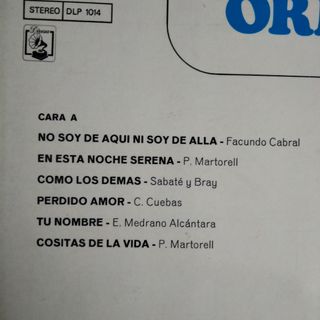 STEREO DLP 1014
OR
CARA A
NO SOY DE AQUI NI SOY DE ALLA - Facundo Cabral
EN ESTA NOCHE SERENA - P. Martorell
COMO LOS DEMAS - Sabaté y Bray
PERDIDO AMOR - C. Cuebas
TU NOMBRE - E. Medrano Alcántara
COSITAS DE LA VIDA - P. Martorell